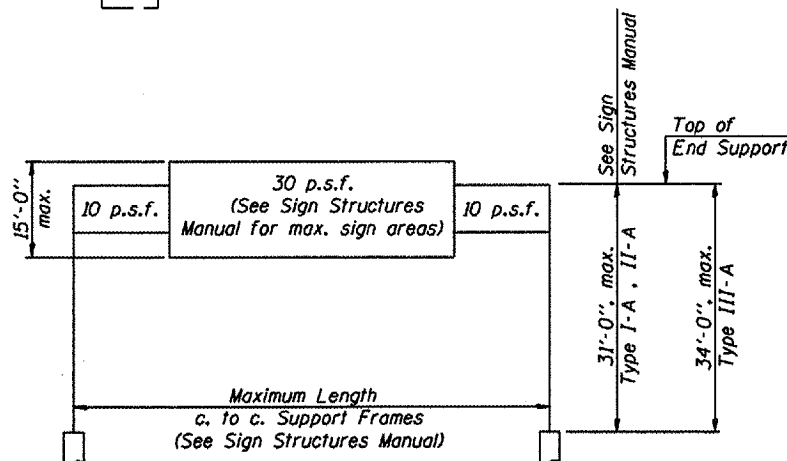 See Sign
Structures Manual
Top of
End Support
15'-0"
max.
10 p.s.f.
30 p.s.f.
(See Sign Structures
Manual for max. sign areas)
10 p.s.f.
31'-0", max.
Type I-A , II-A
34'-0", max.
Type III-A
Maximum Length
c. to c. Support Frames
(See Sign Structures Manual)